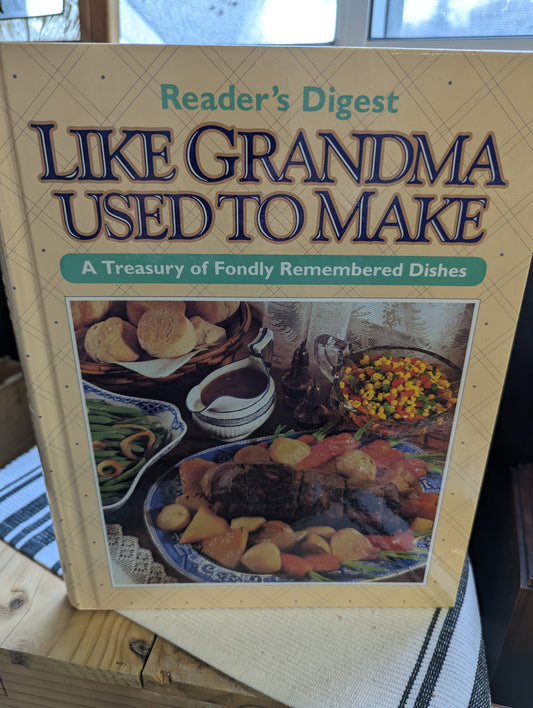 Reader's Digest
LIKE GRANDMA
USED TO MAKE
A Treasury of Fondly Remembered Dishes